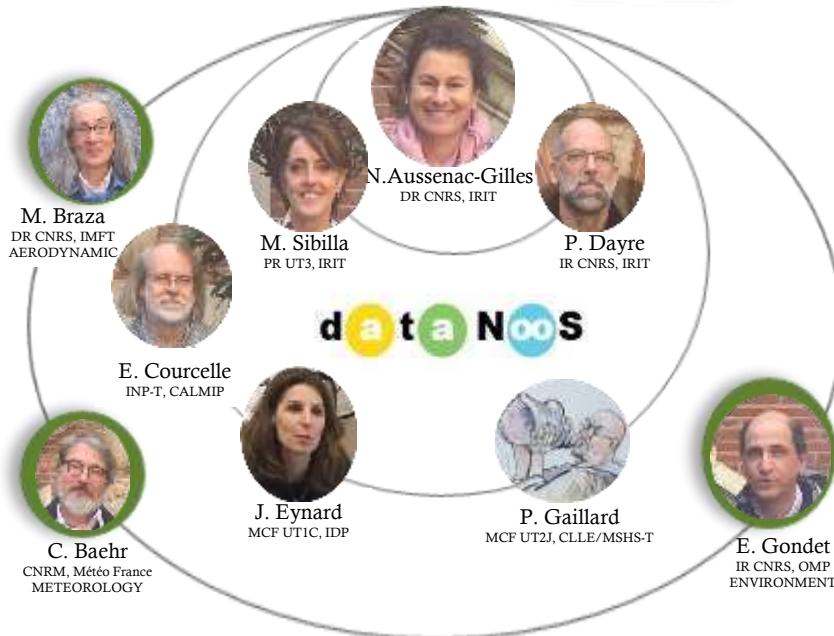 N.Aussenac-Gilles
DR CNRS, IRIT
M. Braza
DR CNRS, IMFT
AERODYNAMIC
M. Sibilla
PR UT3, IRIT
P. Dayre
IR CNRS, IRIT
data NooS
E. Courcelle
INP-T, CALMIP
J. Eynard
MCF UT1C, IDP
P. Gaillard
MCF UT2J, CLLE/MSHS-T
C. Baehr
CNRM, Météo France
METEOROLOGY
E. Gondet
IR CNRS, OMP
ENVIRONMENT